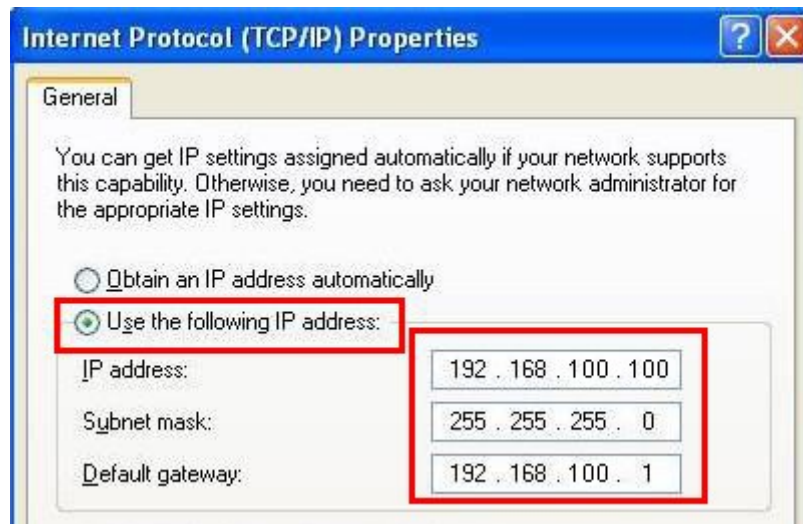 Internet Protocol (TCP/IP) Properties
General
You can get IP settings assigned automatically if your network supports
this capability. Otherwise, you need to ask your network administrator for
the appropriate IP settings.
Obtain an IP address automatically
Use the following IP address:
IP address: 192 . 168 . 100 . 100
Subnet mask: 255 . 255 . 255 . 0
Default gateway: 192 . 168 . 100 . 1